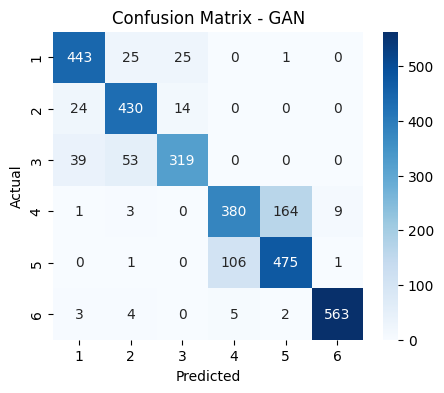 Confusion Matrix - GAN
Actual
1 443 25 25 0 1 0
2 24 430 14 0 0 0
3 39 53 319 0 0 0
4 1 3 0 380 164 9
5 0 1 0 106 475 1
6 3 4 0 5 2 563
1 2 3 4 5 6
Predicted
500
400
300
200
100
0